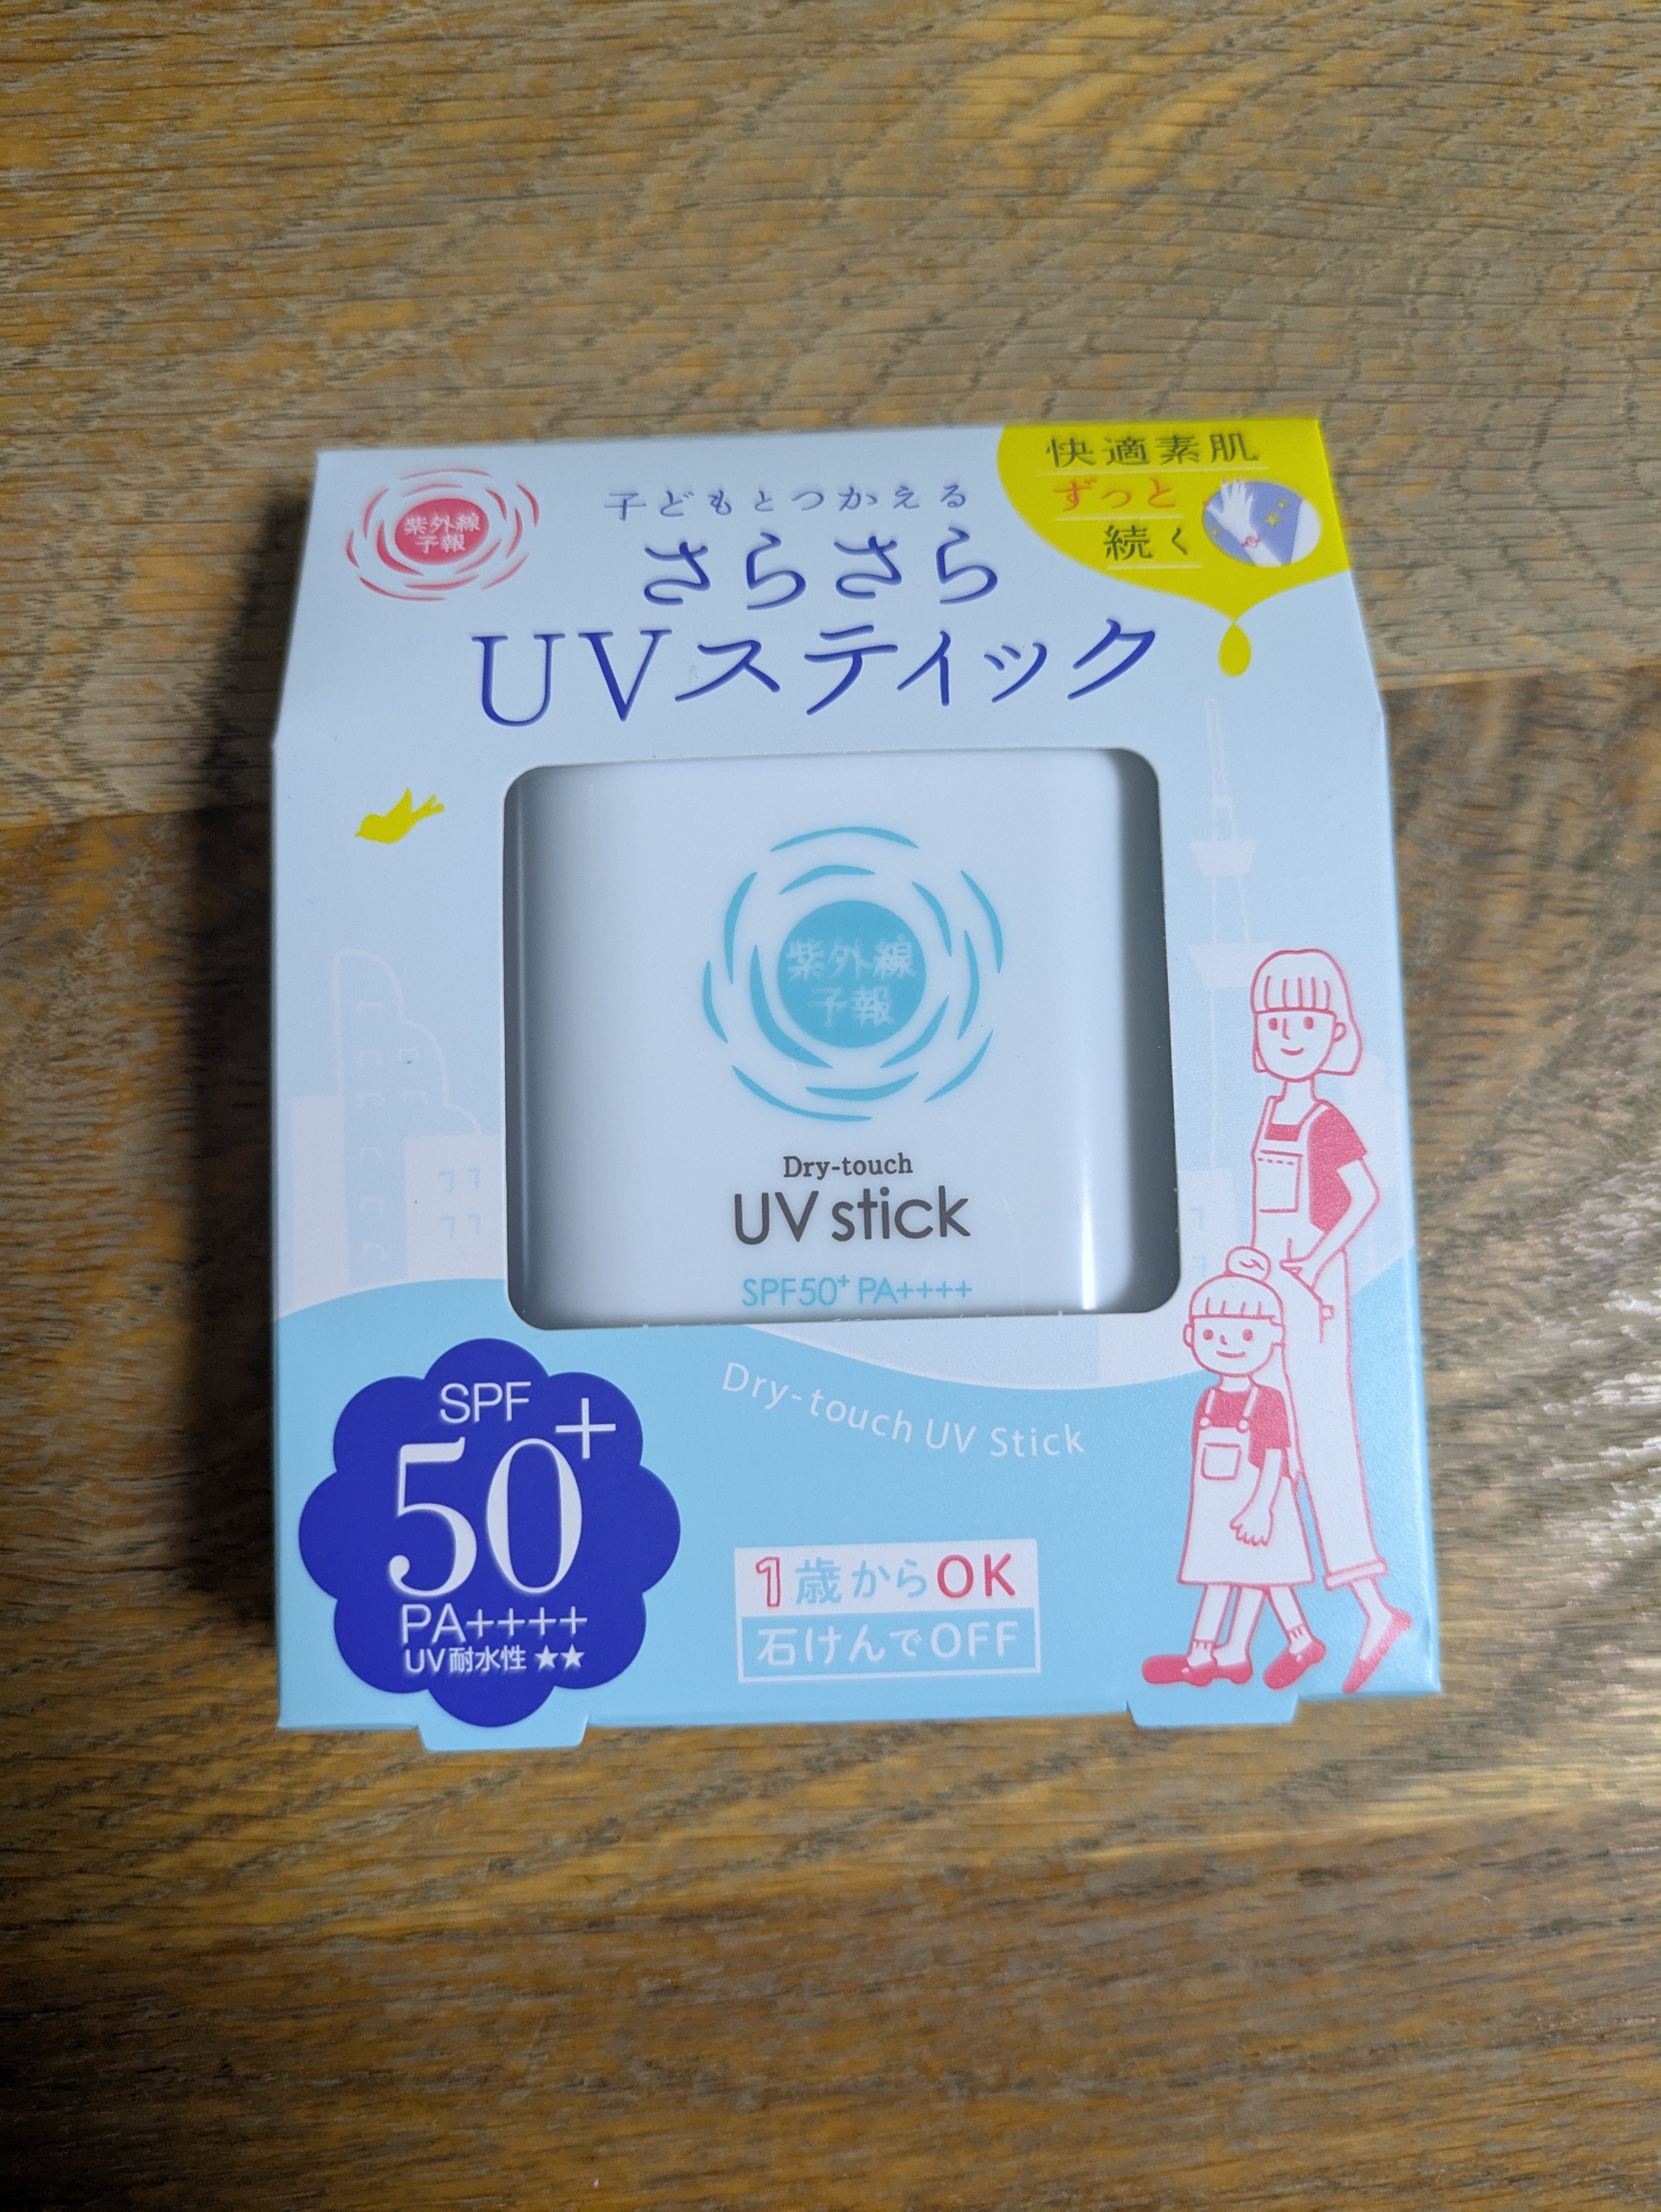 紫外線
予報
子どもとつかえる
さらさら
UVスティック
快適素肌
ずっと
続く
紫外線
予報
Dry-touch
UV stick
SPF50+ PA++++
Dry-touch UV Stick
SPF
50+
PA++++
UV耐水性 ★★
1歳からOK
石けんでOFF